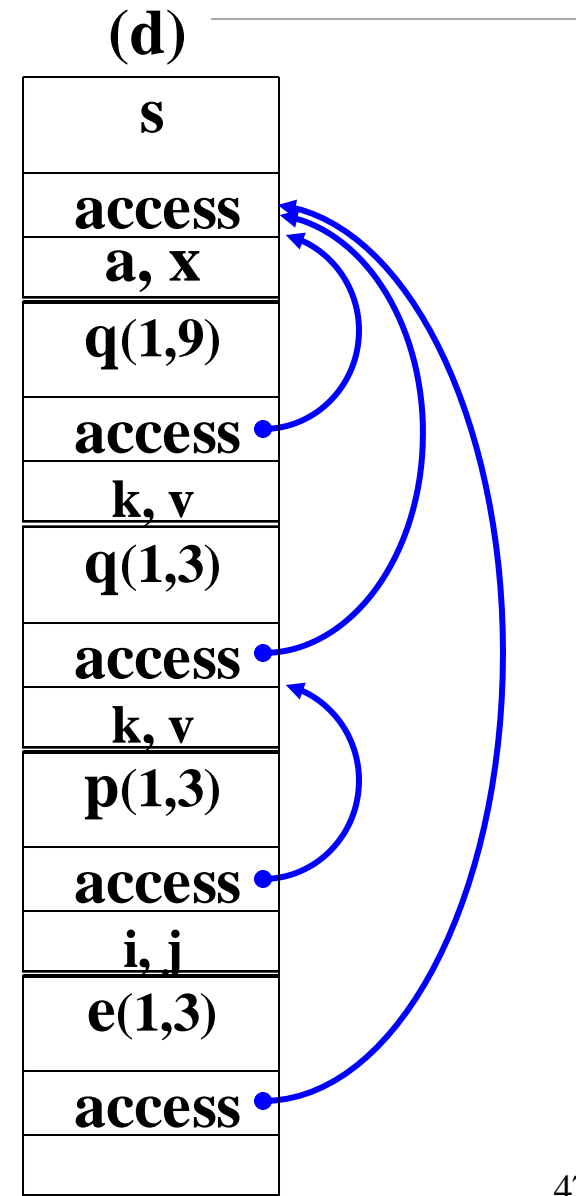 (d)
s
access
a, x
q(1,9)
access
k, v
q(1,3)
access
k, v
p(1,3)
access
i, j
e(1,3)
access